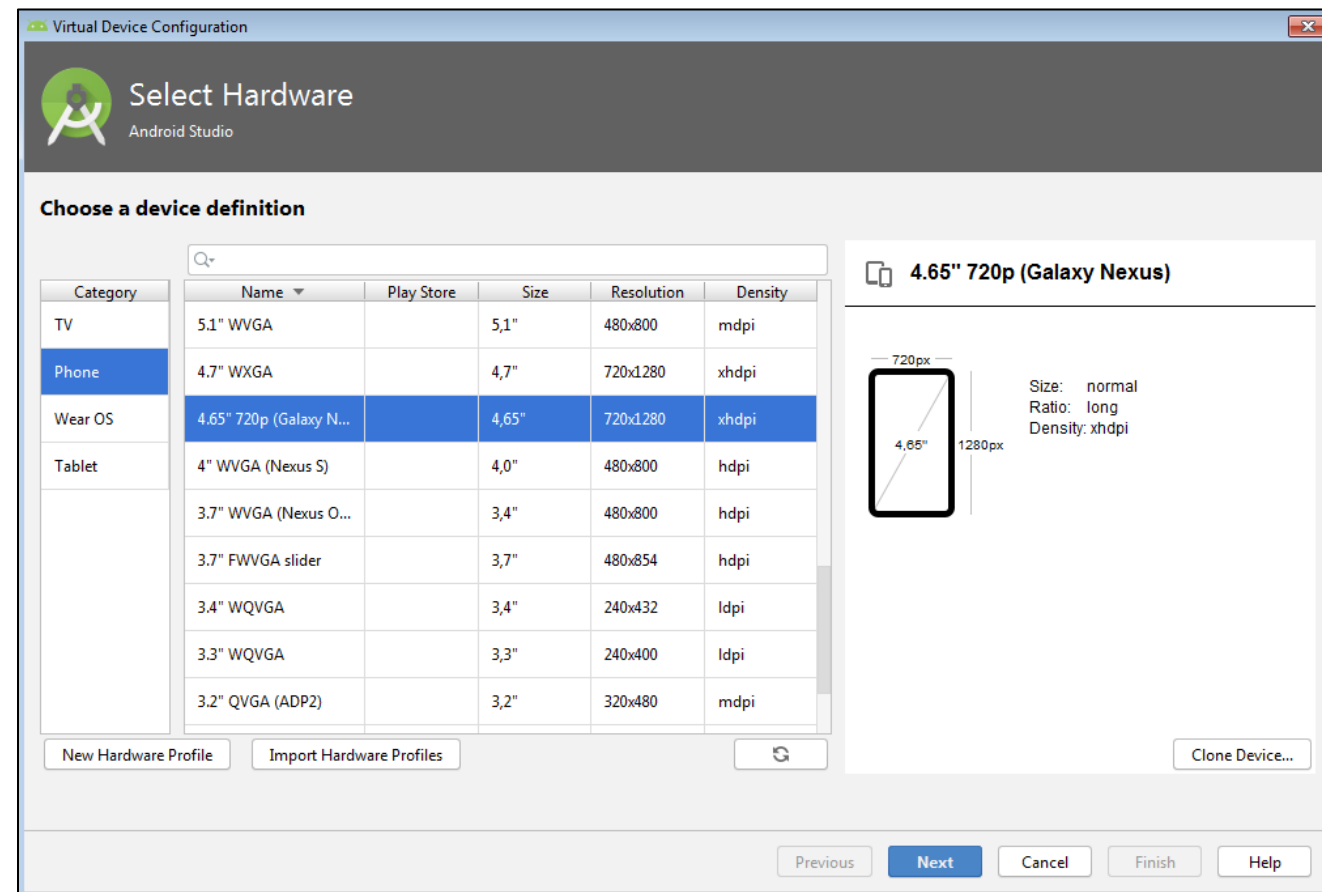 Virtual Device Configuration
Select Hardware
Android Studio
Choose a device definition
Category
TV
Phone
Wear OS
Tablet
Name Play Store Size Resolution Density
5.1" WVGA 5,1" 480x800 mdpi
4.7" WXGA 4,7" 720x1280 xhdpi
4.65" 720p (Galaxy N... 4,65" 720x1280 xhdpi
4" WVGA (Nexus S) 4,0" 480x800 hdpi
3.7" WVGA (Nexus O... 3,4" 480x800 hdpi
3.7" FWVGA slider 3,7" 480x854 hdpi
3.4" WQVGA 3,4" 240x432 ldpi
3.3" WQVGA 3,3" 240x400 ldpi
3.2" QVGA (ADP2) 3,2" 320x480 mdpi
New Hardware Profile Import Hardware Profiles
4.65" 720p (Galaxy Nexus)
720px
4,65"
1280px
Size: normal
Ratio: long
Density: xhdpi
Clone Device...
Previous Next Cancel Finish Help